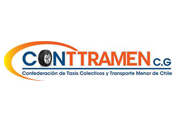 CONTTRAMEN C.G
Confederación de Taxis Colectivos y Transporte Menor de Chile